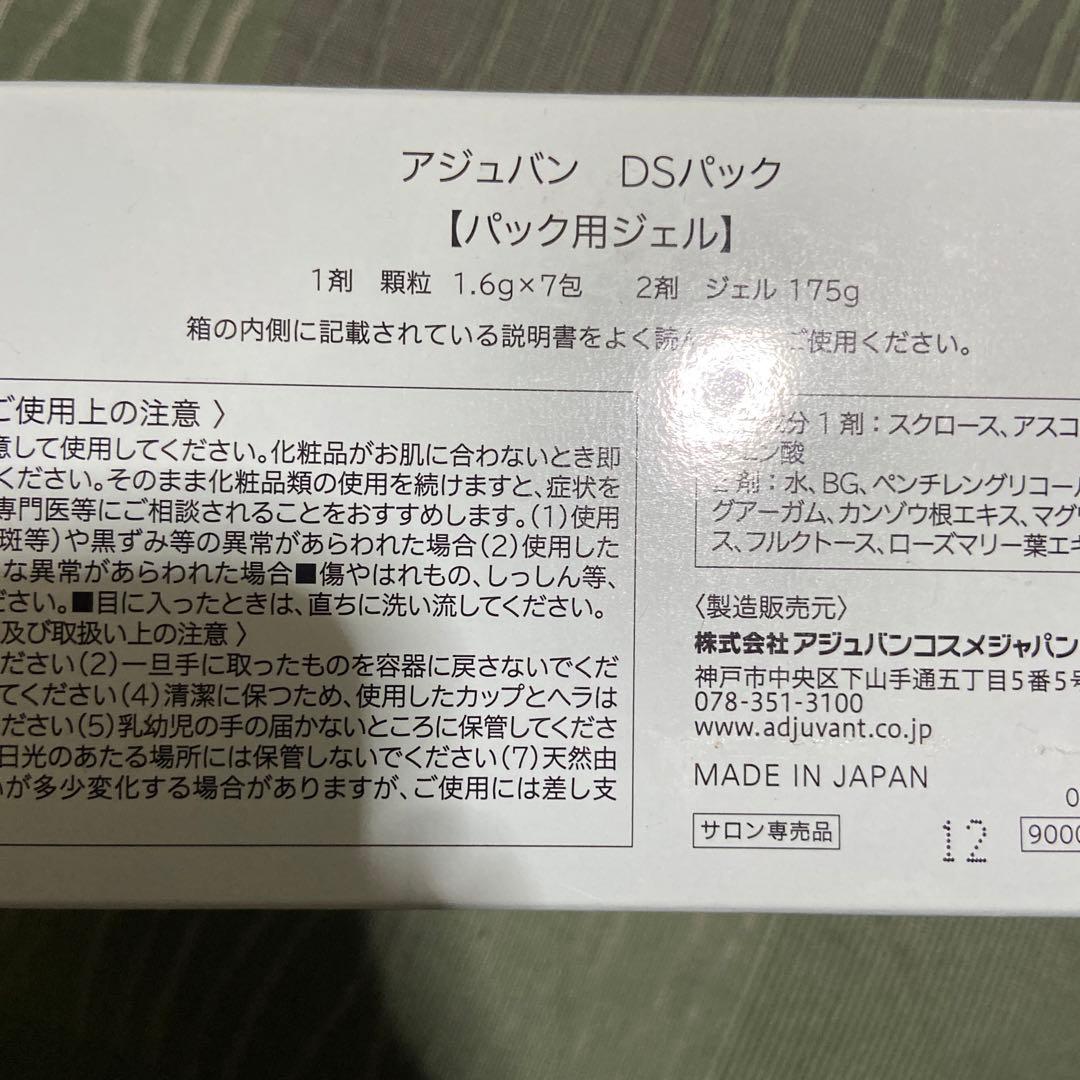 アジュバン　DSパック
【パック用ジェル】
1剤　顆粒　1.6g×7包　　2剤　ジェル 175g
箱の内側に記載されている説明書をよく読ん ご使用ください。
ご使用上の注意 〉
意して使用してください。化粧品がお肌に合わないとき即
ください。そのまま化粧品類の使用を続けますと、症状を
専門医等にご相談されることをおすすめします。(1)使用
斑等)や黒ずみ等の異常があらわれた場合(2)使用した
な異常があらわれた場合■傷やはれもの、しっしん等、
ださい。■目に入ったときは、直ちに洗い流してください。
及び取扱い上の注意 〉
ださい(2)一旦手に取ったものを容器に戻さないでくだ
てください(4)清潔に保つため、使用したカップとヘラは
ださい(5)乳幼児の手の届かないところに保管してくださ
日光のあたる場所には保管しないでください(7)天然由
が多少変化する場合がありますが、ご使用には差し支
分 1剤：スクロース、アスコ
酸
剤：水、BG、ペンチレングリコール
グアーガム、カンゾウ根エキス、マグワ
ス、フルクトース、ローズマリー葉エキ
〈製造販売元〉
株式会社アジュバンコスメジャパン
神戸市中央区下山手通五丁目5番5号
078-351-3100
www.adjuvant.co.jp
MADE IN JAPAN
サロン専売品
12
9000